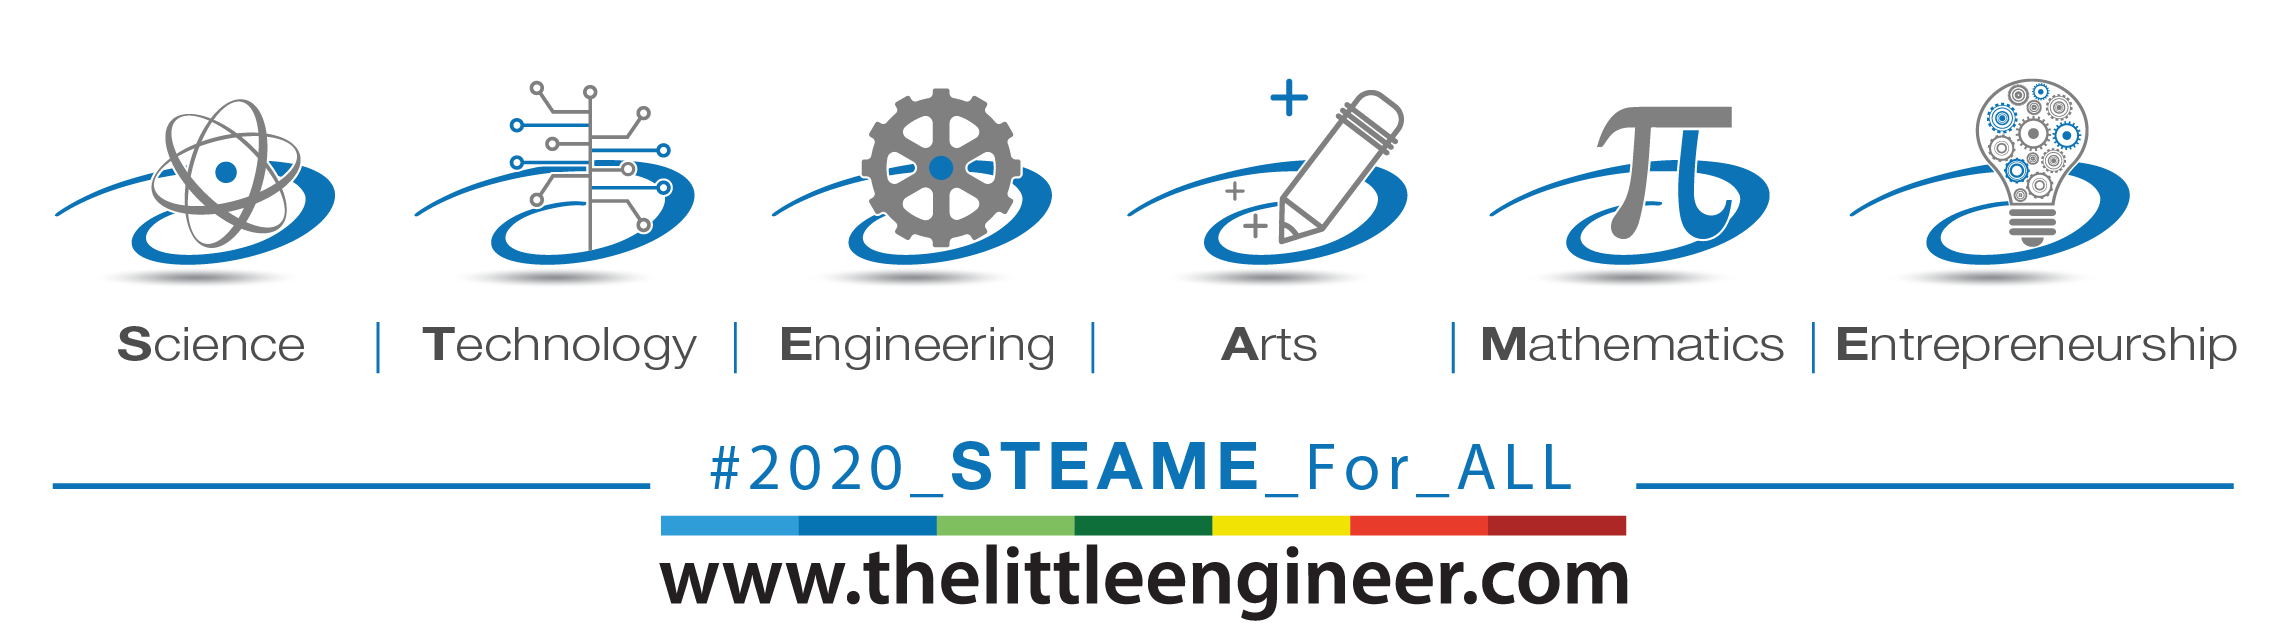 Science | Technology | Engineering | Arts | Mathematics | Entrepreneurship
#2020_STEAME_For_ALL
www.thelittleengineer.com